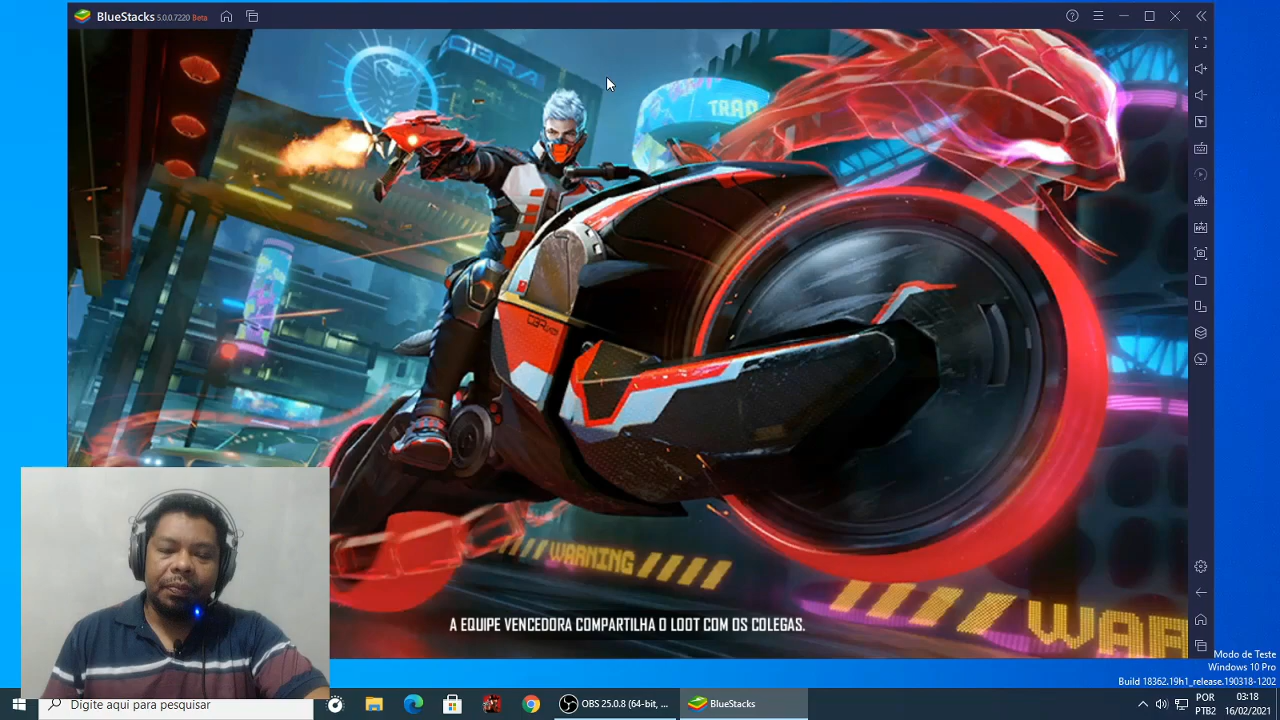 BlueStacks 5.0.0.7220 Beta
TRAP
WARNING
WAR
A EQUIPE VENCEDORA COMPARTILHA O LOOT COM OS COLEGAS.
Modo de Teste
Windows 10 Pro
Build 18362.19h1_release.190318-1202
Digite aqui para pesquisar
OBS 25.0.8 (64-bit, ...
BlueStacks
POR
PTB2
03:18
16/02/2021